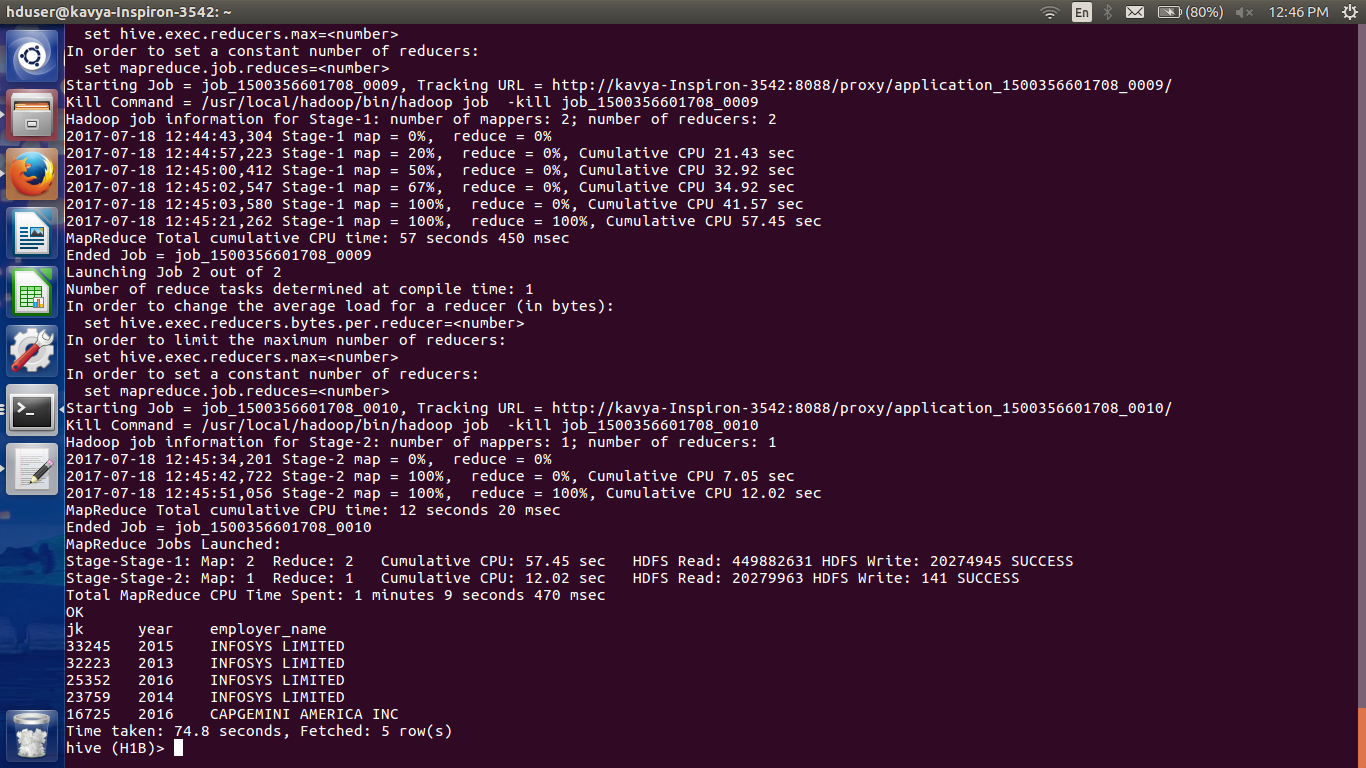 hduser@kavya-Inspiron-3542: ~
En
(80%)
12:46 PM
set hive.exec.reducers.max=<number>
In order to set a constant number of reducers:
set mapreduce.job.reduces=<number>
Starting Job = job_1500356601708_0009, Tracking URL = http://kavya-Inspiron-3542:8088/proxy/application_1500356601708_0009/
Kill Command = /usr/local/hadoop/bin/hadoop job  -kill job_1500356601708_0009
Hadoop job information for Stage-1: number of mappers: 2; number of reducers: 2
2017-07-18 12:44:43,304 Stage-1 map = 0%,  reduce = 0%
2017-07-18 12:44:57,223 Stage-1 map = 20%,  reduce = 0%, Cumulative CPU 21.43 sec
2017-07-18 12:45:00,412 Stage-1 map = 50%,  reduce = 0%, Cumulative CPU 32.92 sec
2017-07-18 12:45:02,547 Stage-1 map = 67%,  reduce = 0%, Cumulative CPU 34.92 sec
2017-07-18 12:45:03,580 Stage-1 map = 100%,  reduce = 0%, Cumulative CPU 41.57 sec
2017-07-18 12:45:21,262 Stage-1 map = 100%,  reduce = 100%, Cumulative CPU 57.45 sec
MapReduce Total cumulative CPU time: 57 seconds 450 msec
Ended Job = job_1500356601708_0009
Launching Job 2 out of 2
Number of reduce tasks determined at compile time: 1
In order to change the average load for a reducer (in bytes):
set hive.exec.reducers.bytes.per.reducer=<number>
In order to limit the maximum number of reducers:
set hive.exec.reducers.max=<number>
In order to set a constant number of reducers:
set mapreduce.job.reduces=<number>
Starting Job = job_1500356601708_0010, Tracking URL = http://kavya-Inspiron-3542:8088/proxy/application_1500356601708_0010/
Kill Command = /usr/local/hadoop/bin/hadoop job  -kill job_1500356601708_0010
Hadoop job information for Stage-2: number of mappers: 1; number of reducers: 1
2017-07-18 12:45:34,201 Stage-2 map = 0%,  reduce = 0%
2017-07-18 12:45:42,722 Stage-2 map = 100%,  reduce = 0%, Cumulative CPU 7.05 sec
2017-07-18 12:45:51,056 Stage-2 map = 100%,  reduce = 100%, Cumulative CPU 12.02 sec
MapReduce Total cumulative CPU time: 12 seconds 20 msec
Ended Job = job_1500356601708_0010
MapReduce Jobs Launched:
Stage-Stage-1: Map: 2  Reduce: 2   Cumulative CPU: 57.45 sec   HDFS Read: 449882631 HDFS Write: 20274945 SUCCESS
Stage-Stage-2: Map: 1  Reduce: 1   Cumulative CPU: 12.02 sec   HDFS Read: 20279963 HDFS Write: 141 SUCCESS
Total MapReduce CPU Time Spent: 1 minutes 9 seconds 470 msec
OK
jk	year	employer_name
33245	2015	INFOSYS LIMITED
32223	2013	INFOSYS LIMITED
25352	2016	INFOSYS LIMITED
23759	2014	INFOSYS LIMITED
16725	2016	CAPGEMINI AMERICA INC
Time taken: 74.8 seconds, Fetched: 5 row(s)
hive (H1B)>